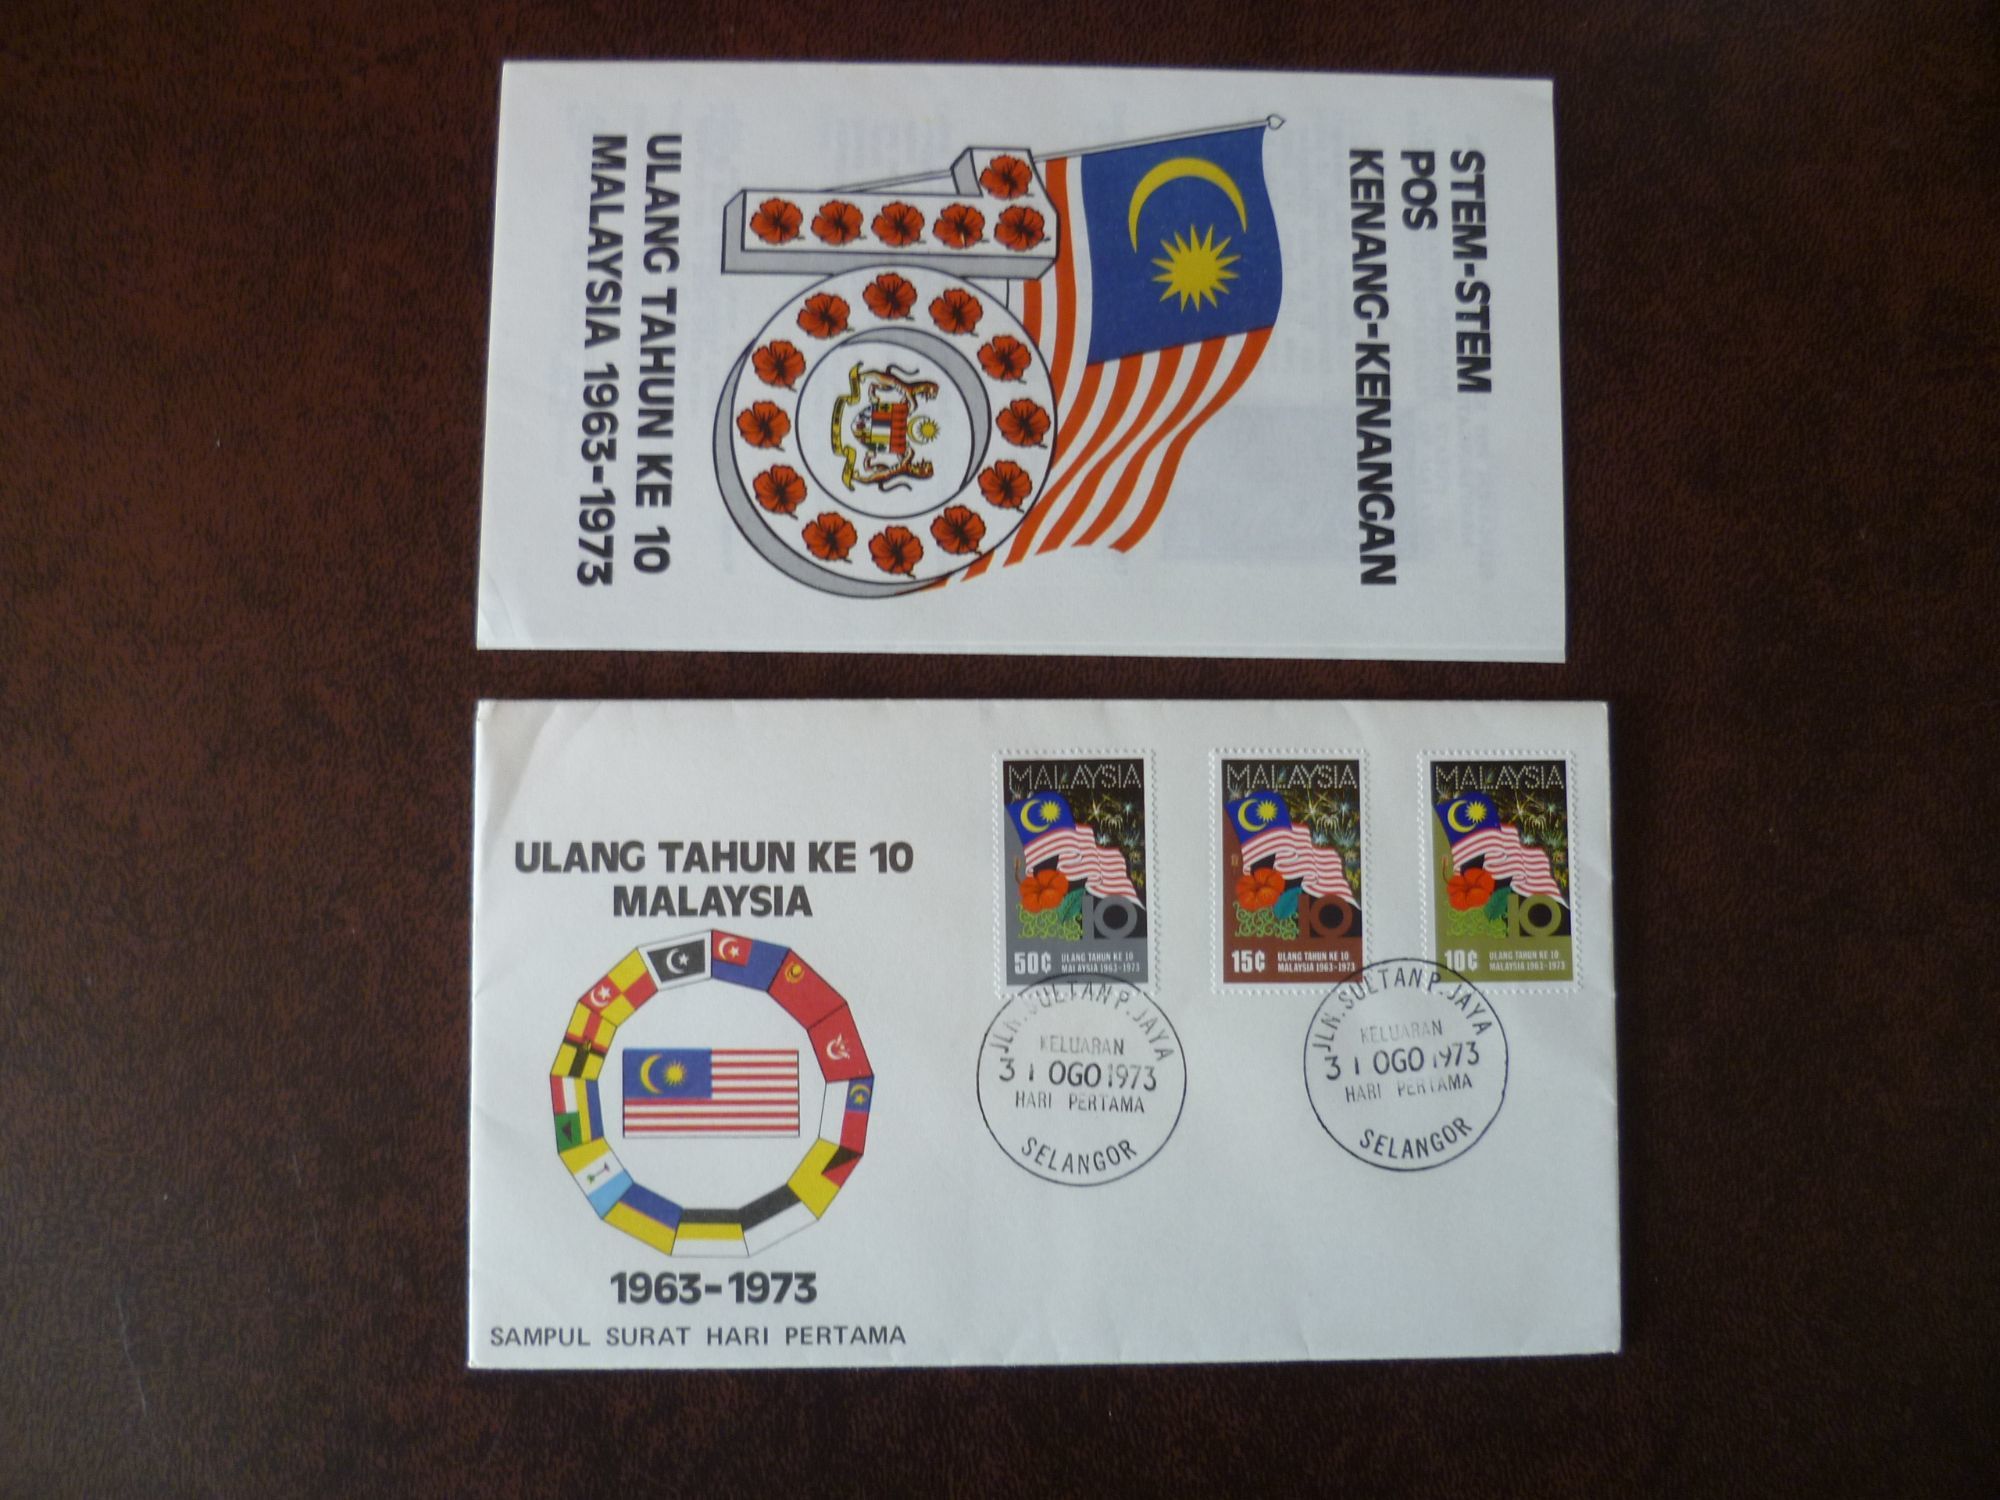 STEM-STEM
POS
KENANG-KENANGAN
ULANG TAHUN KE 10
MALAYSIA 1963-1973
ULANG TAHUN KE 10
MALAYSIA
1963-1973
SAMPUL SURAT HARI PERTAMA
MALAYSIA
10
50¢ ULANG TAHUN KE 10
MALAYSIA 1963-1973
MALAYSIA
10
15¢ ULANG TAHUN KE 10
MALAYSIA 1963-1973
MALAYSIA
10
10¢ ULANG TAHUN KE 10
MALAYSIA 1963-1973
JLN. SULTAN P. JAYA
KELUARAN
31 OGO 1973
HARI PERTAMA
SELANGOR
JLN. SULTAN P. JAYA
KELUARAN
31 OGO 1973
HARI PERTAMA
SELANGOR